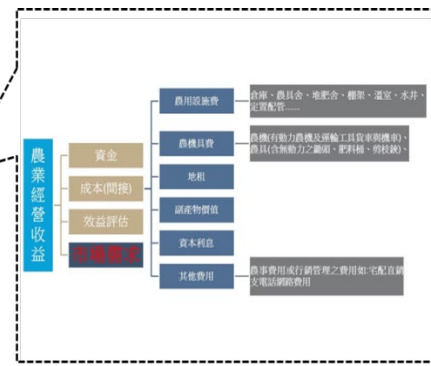 農業經營收益
資金
成本(間接)
效益評估
農用設施費
農機具費
地租
副產物價值
資本利息
其他費用
倉庫、農具舍、堆肥舍、棚架、溫室、水井、
定置配管……
農機(有動力農機及運輸工具貨車與機車)、
農具(含無動力之鋤頭、肥料桶、剪枝鋏)、
農事費用或行銷管理之費用如:宅配直銷
支電話網路費用